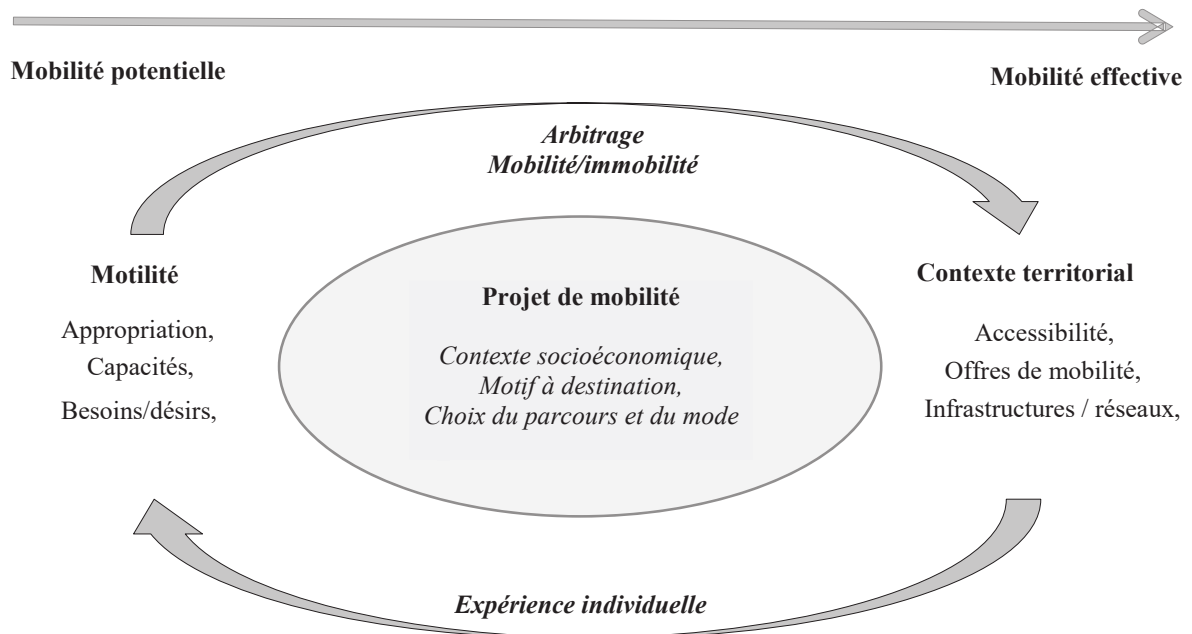 Mobilité potentielle
Mobilité effective
Arbitrage
Mobilité/immobilité
Motilité
Appropriation,
Capacités,
Besoins/désirs,
Projet de mobilité
Contexte socioéconomique,
Motif à destination,
Choix du parcours et du mode
Contexte territorial
Accessibilité,
Offres de mobilité,
Infrastructures / réseaux,
Expérience individuelle